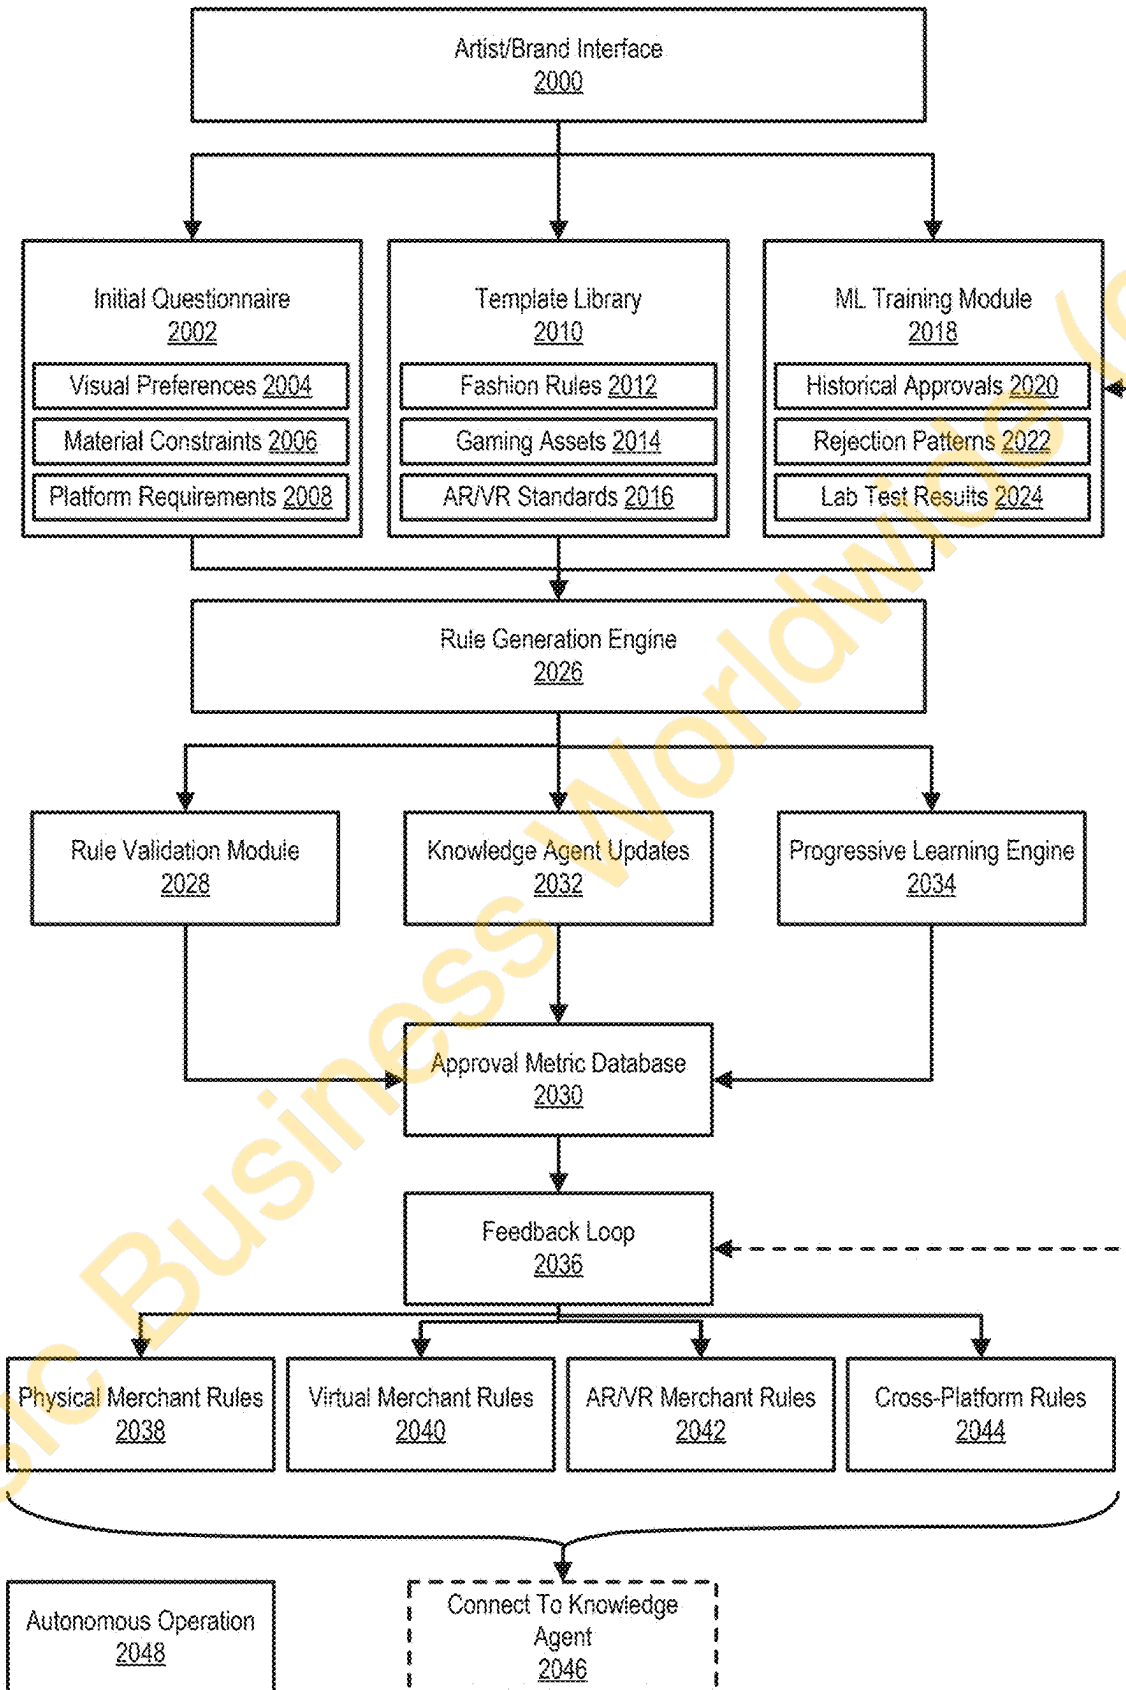 Artist/Brand Interface
2000
Initial Questionnaire
2002
Visual Preferences 2004
Material Constraints 2006
Platform Requirements 2008
Template Library
2010
Fashion Rules 2012
Gaming Assets 2014
AR/VR Standards 2016
ML Training Module
2018
Historical Approvals 2020
Rejection Patterns 2022
Lab Test Results 2024
Rule Generation Engine
2026
Rule Validation Module
2028
Knowledge Agent Updates
2032
Progressive Learning Engine
2034
Approval Metric Database
2030
Feedback Loop
2036
Physical Merchant Rules
2038
Virtual Merchant Rules
2040
AR/VR Merchant Rules
2042
Cross-Platform Rules
2044
Autonomous Operation
2048
Connect To Knowledge
Agent
2046
sic Business Worldwide (